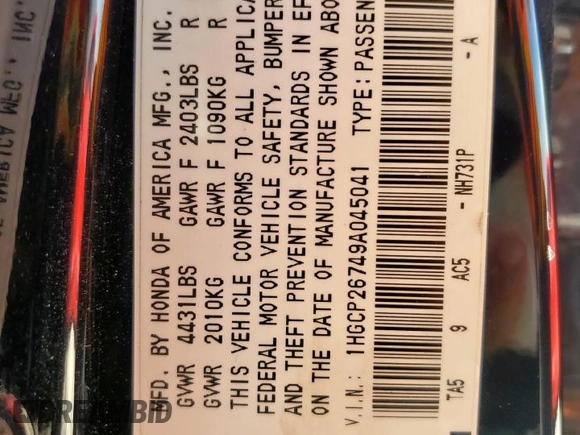 MFD. BY HONDA OF AMERICA MFG., INC.
GVWR 4431LBS GAWR F 2403LBS R
GVWR 2010KG GAWR F 1090KG R
THIS VEHICLE CONFORMS TO ALL APPLICA
FEDERAL MOTOR VEHICLE SAFETY, BUMPER
AND THEFT PREVENTION STANDARDS IN EF
ON THE DATE OF MANUFACTURE SHOWN ABO
V.I.N.: 1HGCP26749A045041 TYPE: PASSEN
TA5 9 AC5 - NH731P - A